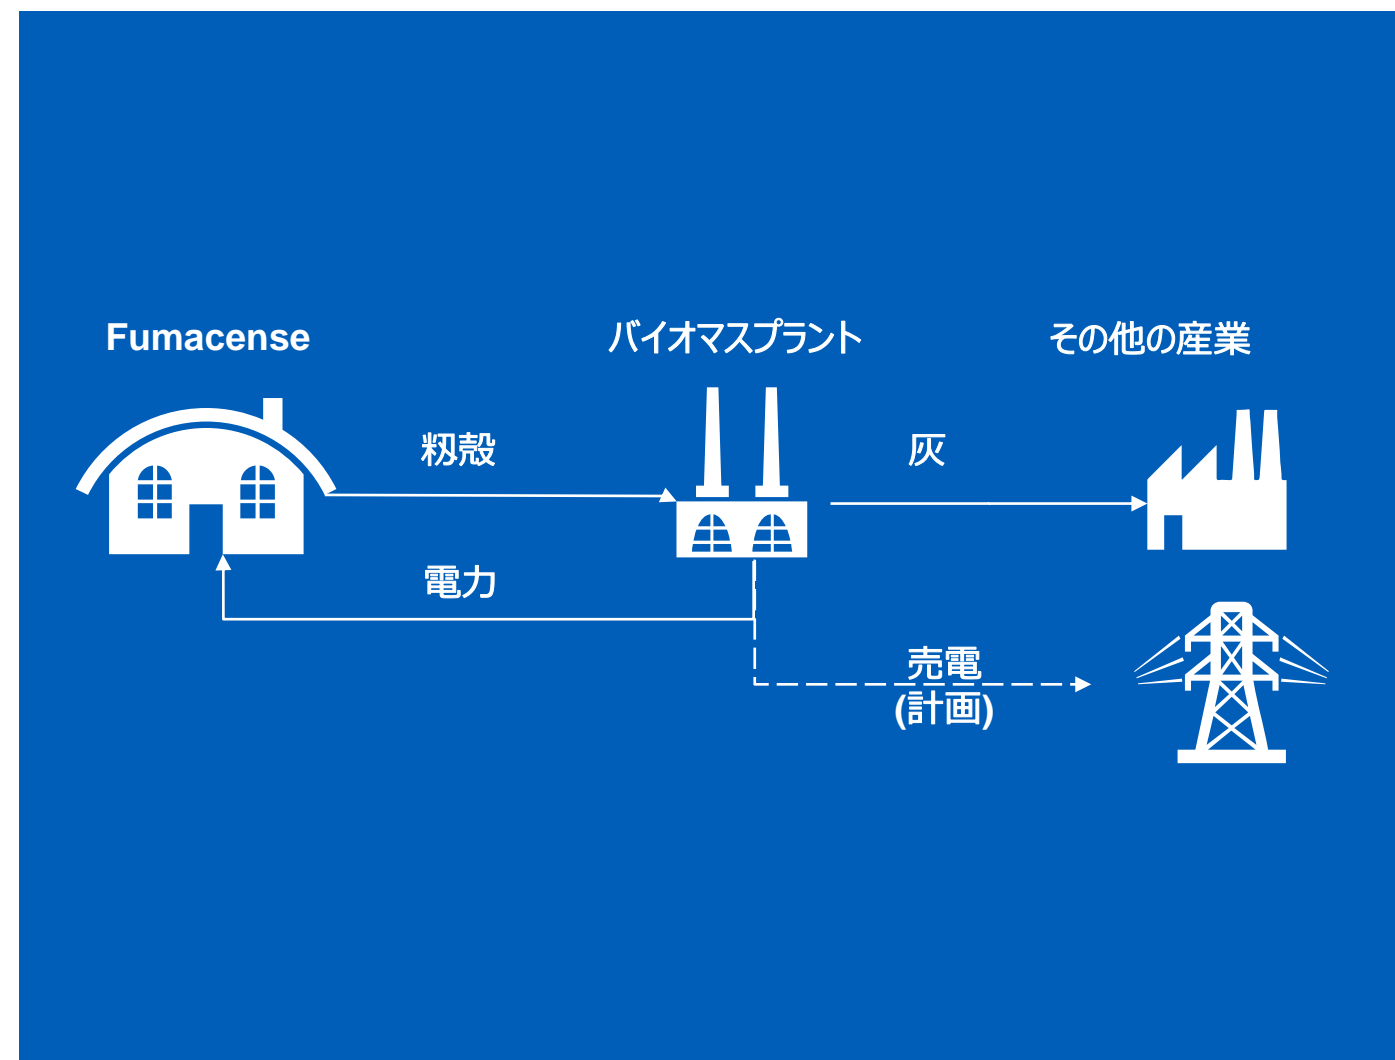 Fumacense
バイオマスプラント
その他の産業
籾殻
灰
電力
売電
(計画)